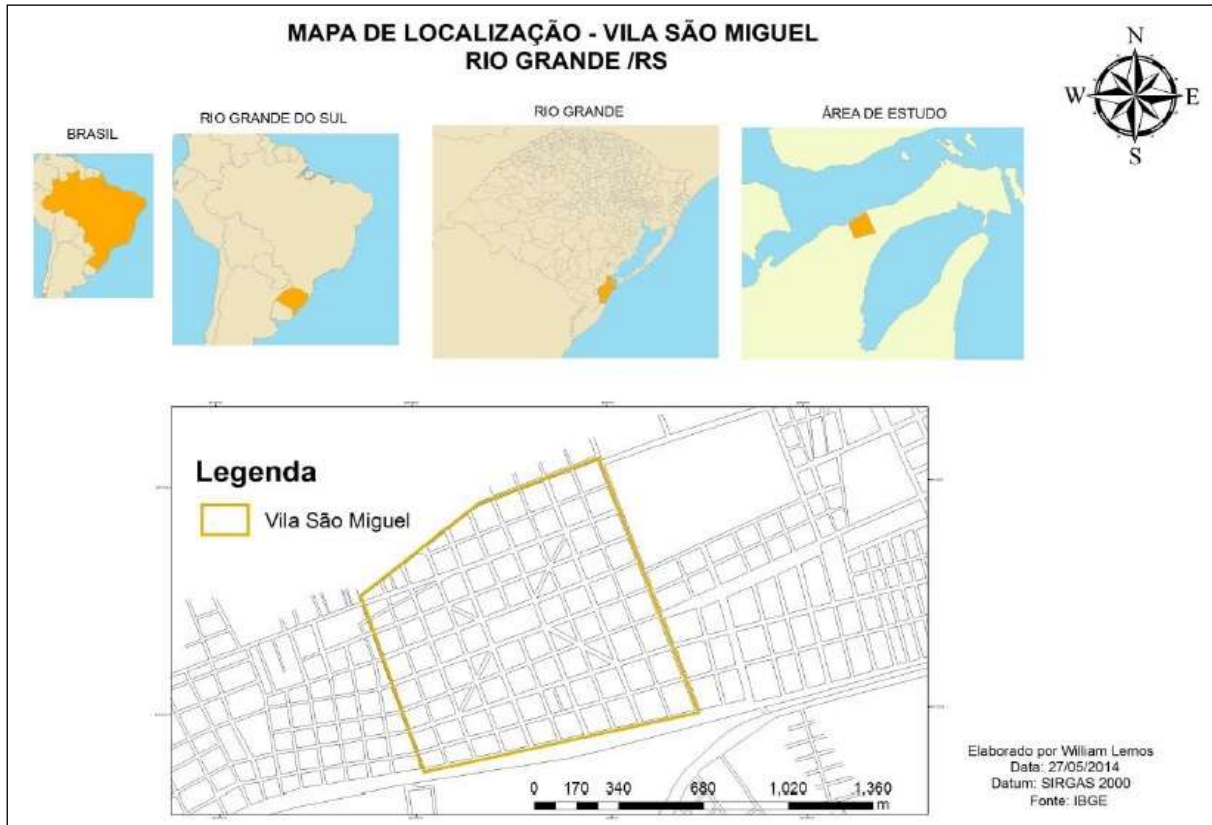 MAPA DE LOCALIZAÇÃO - VILA SÃO MIGUEL
RIO GRANDE /RS
N
W E
S
BRASIL
RIO GRANDE DO SUL
RIO GRANDE
ÁREA DE ESTUDO
Legenda
Vila São Miguel
0 170 340 680 1,020 1,360
m
Elaborado por William Lemos
Data: 27/05/2014
Datum: SIRGAS 2000
Fonte: IBGE